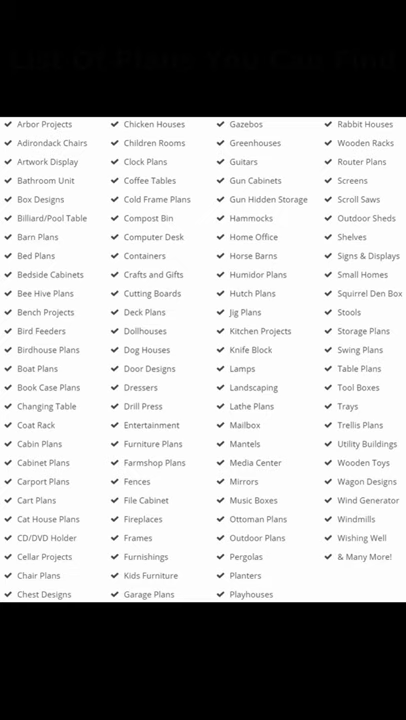 List Of Plans You Can Find
Arbor Projects
Adirondack Chairs
Artwork Display
Bathroom Unit
Box Designs
Billiard/Pool Table
Barn Plans
Bed Plans
Bedside Cabinets
Bee Hive Plans
Bench Projects
Bird Feeders
Birdhouse Plans
Boat Plans
Book Case Plans
Changing Table
Coat Rack
Cabin Plans
Cabinet Plans
Carport Plans
Cart Plans
Cat House Plans
CD/DVD Holder
Cellar Projects
Chair Plans
Chest Designs
Chicken Houses
Children Rooms
Clock Plans
Coffee Tables
Cold Frame Plans
Compost Bin
Computer Desk
Containers
Crafts and Gifts
Cutting Boards
Deck Plans
Dollhouses
Dog Houses
Door Designs
Dressers
Drill Press
Entertainment
Furniture Plans
Farmshop Plans
Fences
File Cabinet
Fireplaces
Frames
Furnishings
Kids Furniture
Garage Plans
Gazebos
Greenhouses
Guitars
Gun Cabinets
Gun Hidden Storage
Hammocks
Home Office
Horse Barns
Humidor Plans
Hutch Plans
Jig Plans
Kitchen Projects
Knife Block
Lamps
Landscaping
Lathe Plans
Mailbox
Mantels
Media Center
Mirrors
Music Boxes
Ottoman Plans
Outdoor Plans
Pergolas
Planters
Playhouses
Rabbit Houses
Wooden Racks
Router Plans
Screens
Scroll Saws
Outdoor Sheds
Shelves
Signs & Displays
Small Homes
Squirrel Den Box
Stools
Storage Plans
Swing Plans
Table Plans
Tool Boxes
Trays
Trellis Plans
Utility Buildings
Wooden Toys
Wagon Designs
Wind Generator
Windmills
Wishing Well
& Many More!